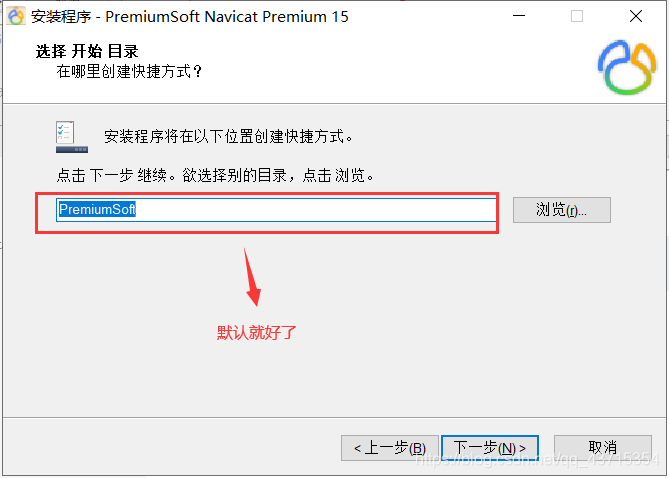 安装程序 - PremiumSoft Navicat Premium 15
选择 开始 目录
在哪里创建快捷方式？
安装程序将在以下位置创建快捷方式。
点击 下一步 继续。欲选择别的目录，点击 浏览。
PremiumSoft
浏览(r)...
默认就好了
< 上一步(B)
下一步(N) >
取消
https://blog.csdn.net/qq_43715354